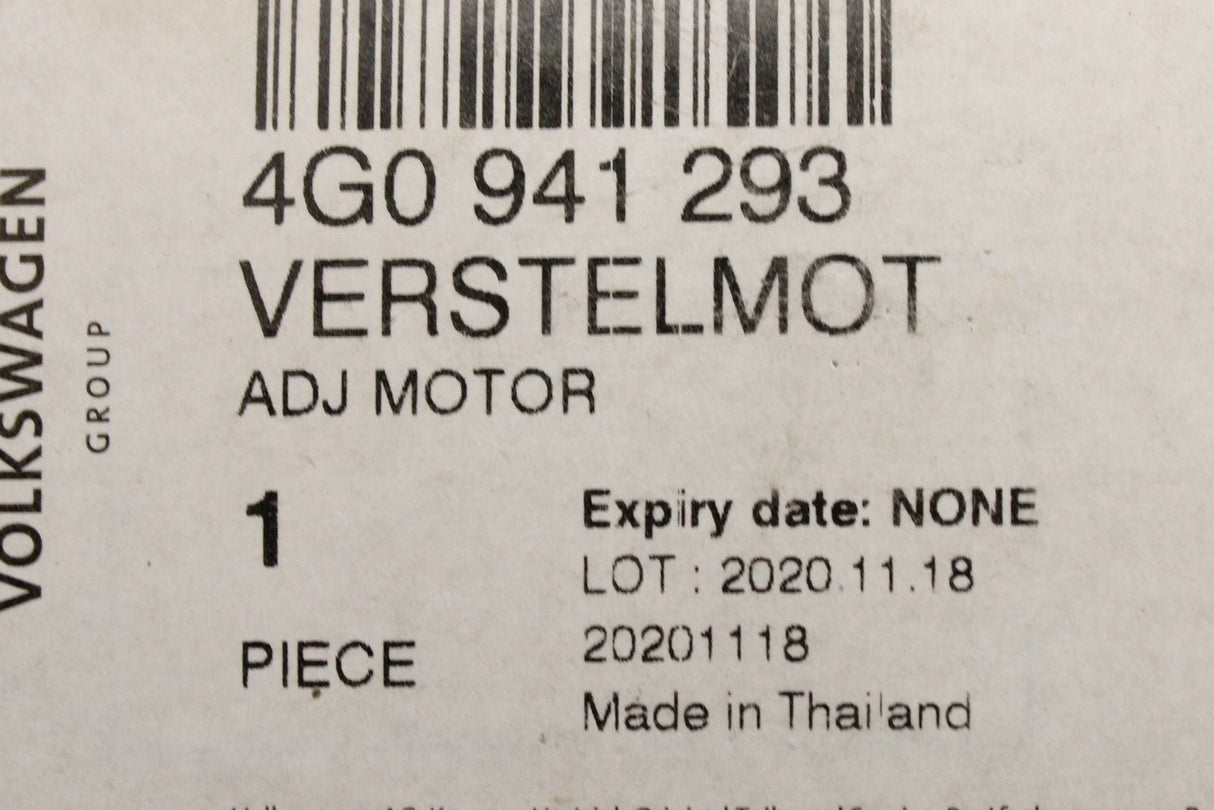 VOLKSWAGEN
GROUP
4G0 941 293
VERSTELMOT
ADJ MOTOR
1
PIECE
Expiry date: NONE
LOT : 2020.11.18
20201118
Made in Thailand